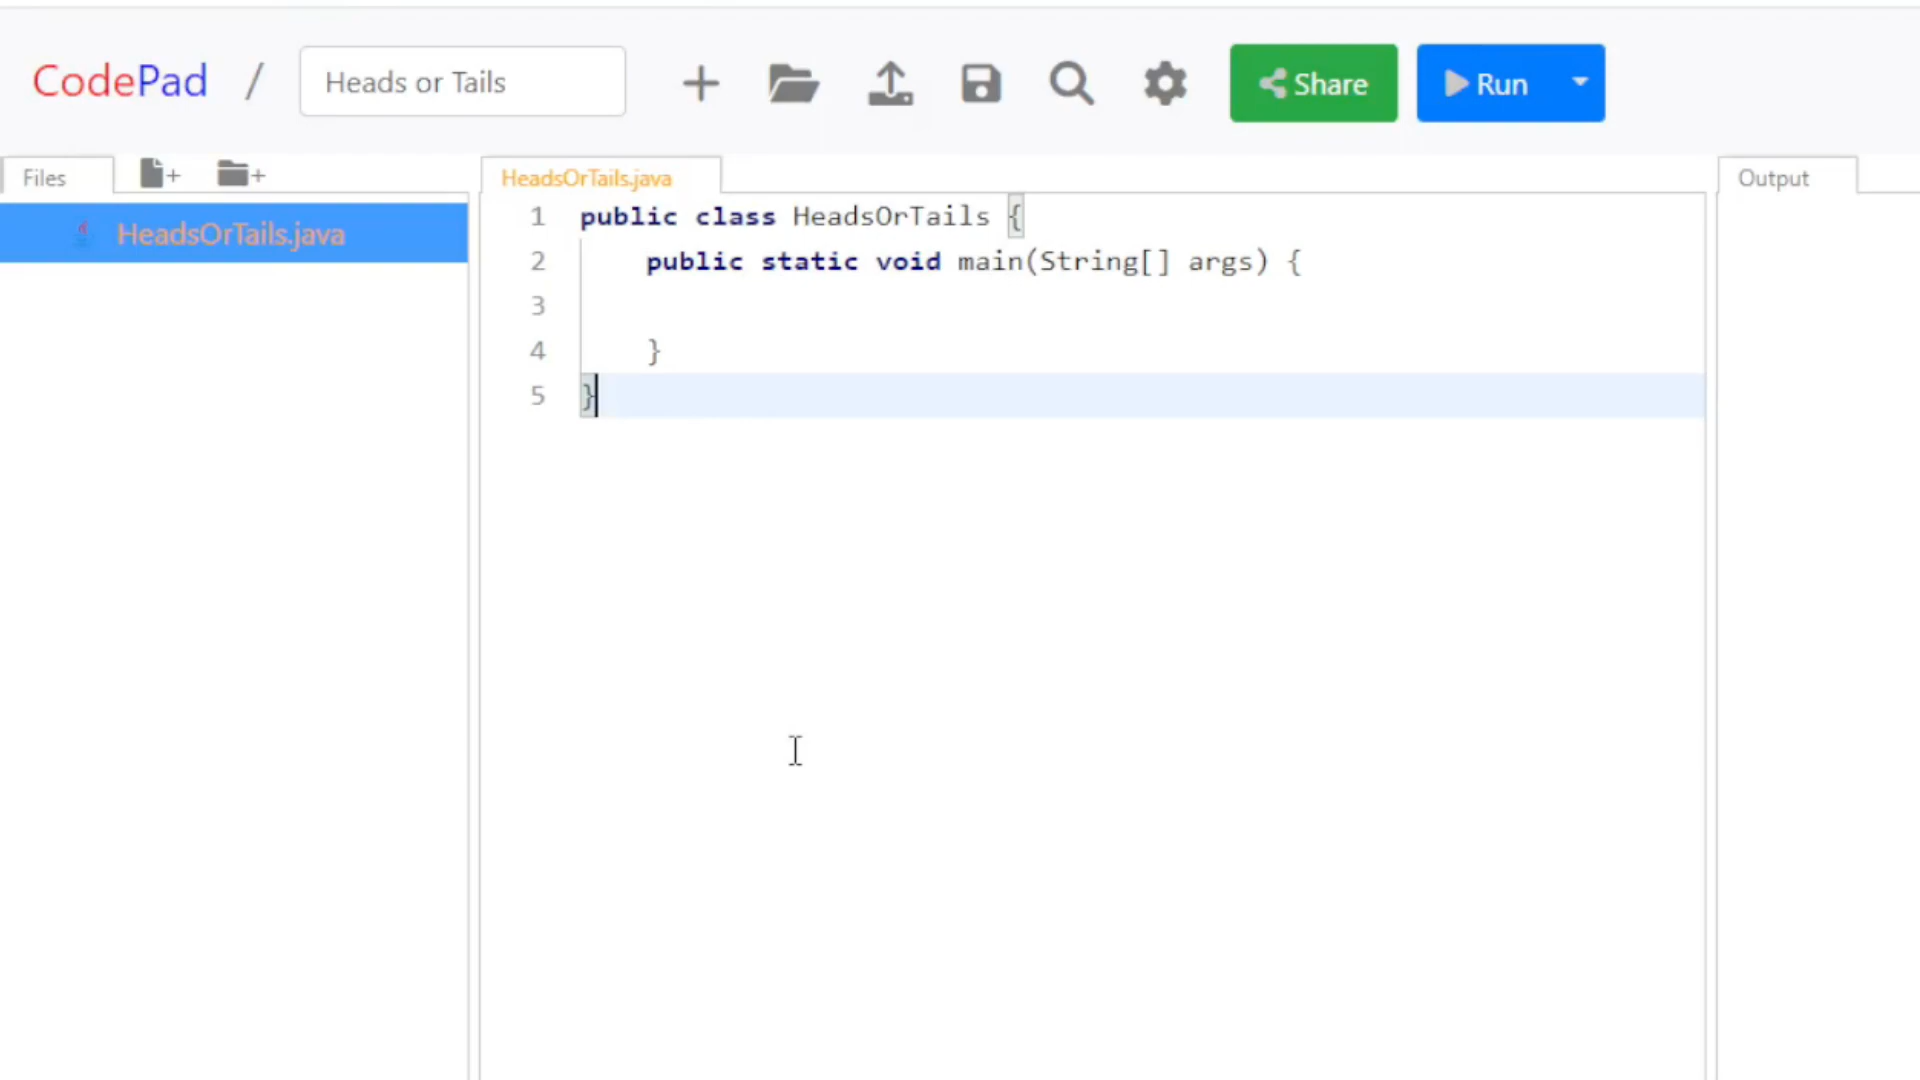 CodePad / Heads or Tails Share Run
Files
HeadsOrTails.java
HeadsOrTails.java
1 public class HeadsOrTails {
2 public static void main(String[] args) {
3
4 }
5 }
Output